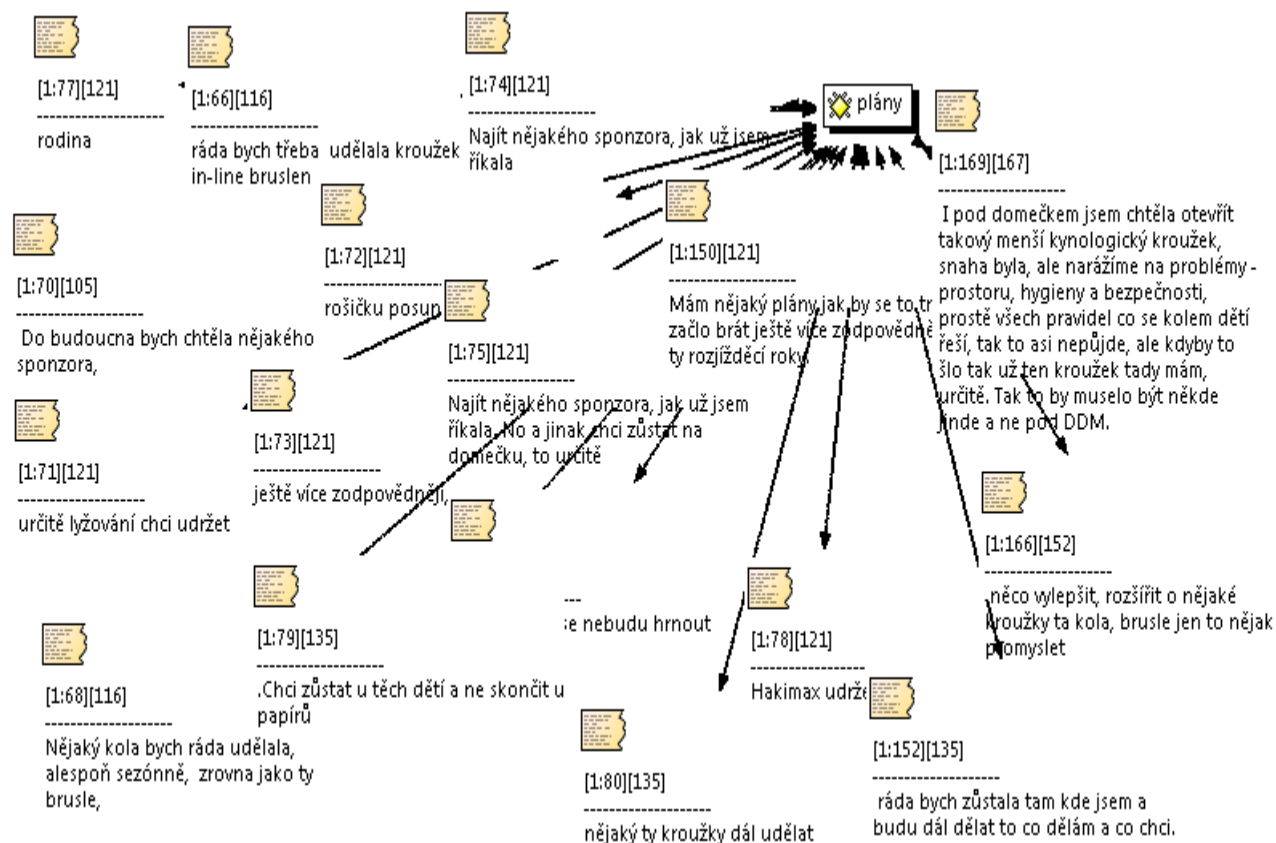 [1:77][121]
--------------------
rodina
[1:66][116]
--------------------
ráda bych třeba udělala kroužek
in-line bruslen
[1:74][121]
--------------------
Najít nějakého sponzora, jak už jsem
říkala
plány
[1:169][167]
--------------------
I pod domečkem jsem chtěla otevřít
takový menší kynologický kroužek,
snaha byla, ale narážíme na problémy -
prostoru, hygieny a bezpečnosti,
prostě všech pravidel co se kolem dětí
řeší, tak to asi nepůjde, ale kdyby to
šlo tak už ten kroužek tady mám,
určitě. Tak to by muselo být někde
jinde a ne pod DDM.
[1:70][105]
--------------------
Do budoucna bych chtěla nějakého
sponzora,
[1:72][121]
--------------------
rošičku posun
[1:150][121]
--------------------
Mám nějaký plány jak by se to tr
začlo brát ještě více zodpovědně
ty rozjížděcí roky
[1:75][121]
--------------------
Najít nějakého sponzora, jak už jsem
říkala. No a jinak chci zůstat na
domečku, to určitě
[1:71][121]
--------------------
určitě lyžování chci udržet
[1:73][121]
--------------------
ještě více zodpovědněji,
[1:166][152]
--------------------
něco vylepšit, rozšířit o nějaké
kroužky ta kola, brusle jen to nějak
promyslet
[1:79][135]
--------------------
.Chci zůstat u těch dětí a ne skončit u
papírů
nebudu hrnout
[1:78][121]
--------------------
Hakimax udrže
[1:68][116]
--------------------
Nějaký kola bych ráda udělala,
alespoň sezónně, zrovna jako ty
brusle,
[1:80][135]
--------------------
nějaký ty kroužky dál udělat
[1:152][135]
--------------------
ráda bych zůstala tam kde jsem a
budu dál dělat to co dělám a co chci.